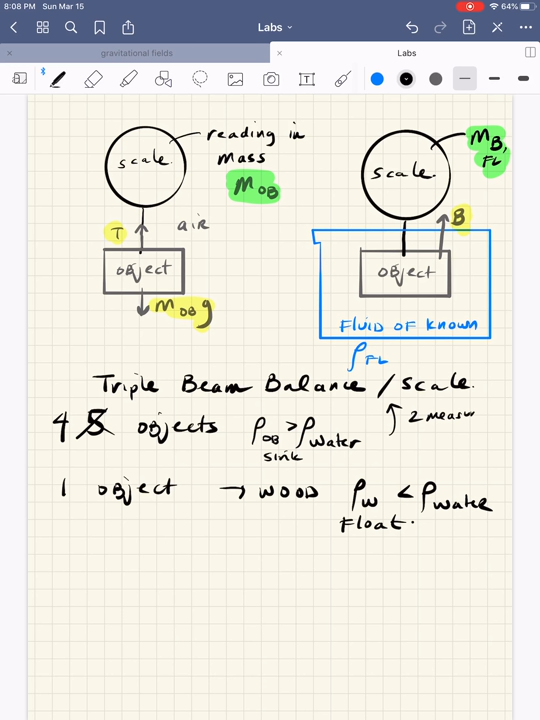 8:08 PM Sun Mar 15
64%
Labs
gravitational fields
Labs
scale.
reading in
mass
M OB
T
air
object
M OB g
scale.
M B,
FL
B
object
FLUID OF KNOWN
ρ FL
Triple Beam Balance / scale.
4 5 objects ρ OB > ρ water
sink
2 measur
1 object → WOOD ρ W < ρ water
Float.